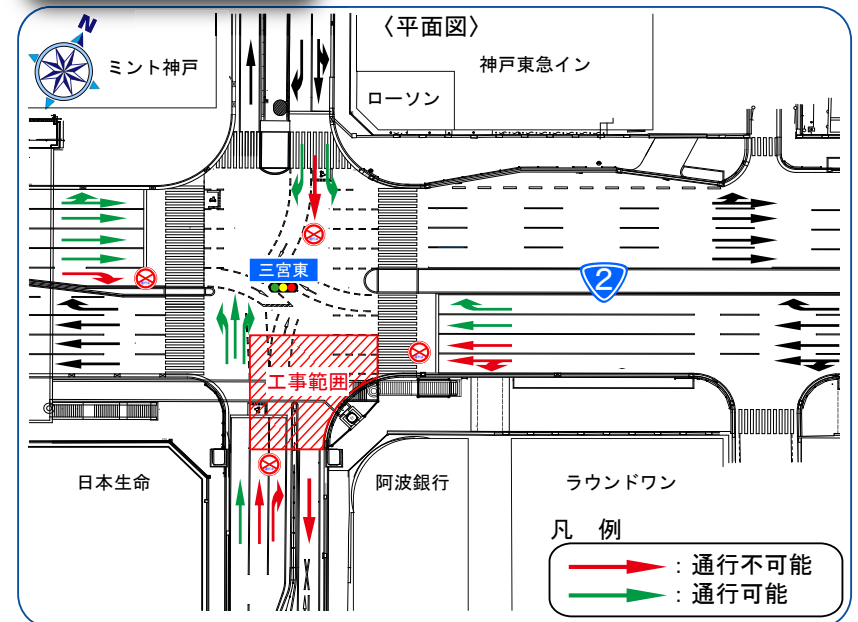 〈平面図〉
N
ミント神戸
神戸東急イン
ローソン
三宮東
2
工事範囲
日本生命
阿波銀行
ラウンドワン
凡 例
：通行不可能
：通行可能